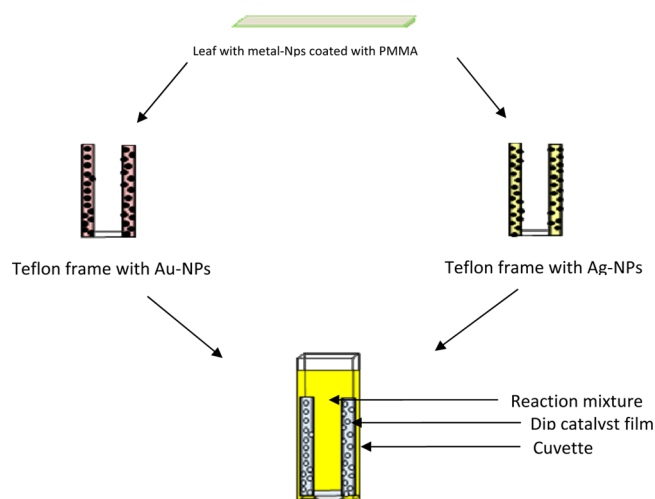 Leaf with metal-Nps coated with PMMA
Teflon frame with Au-NPs
Teflon frame with Ag-NPs
Reaction mixture
Dip catalyst film
Cuvette